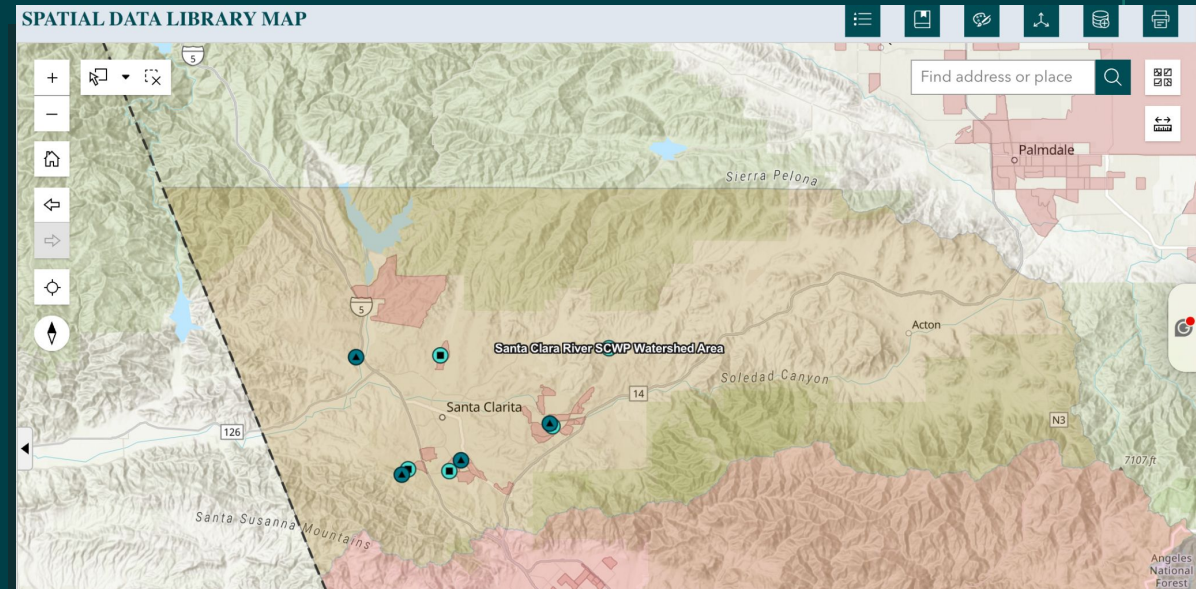 SPATIAL DATA LIBRARY MAP
5
Find address or place
Palmdale
Sierra Pelona
5
Acton
Santa Clara River SCWP Watershed Area
Soledad Canyon
14
Santa Clarita
N3
126
7107 ft
Santa Susanna Mountains
Angeles
National
Forest